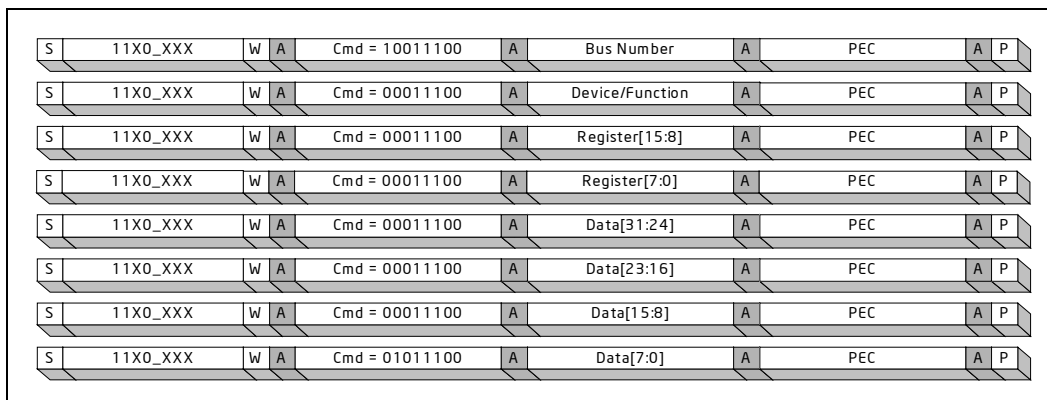 S 11X0_XXX W A Cmd = 10011100 A Bus Number A PEC A P
S 11X0_XXX W A Cmd = 00011100 A Device/Function A PEC A P
S 11X0_XXX W A Cmd = 00011100 A Register[15:8] A PEC A P
S 11X0_XXX W A Cmd = 00011100 A Register[7:0] A PEC A P
S 11X0_XXX W A Cmd = 00011100 A Data[31:24] A PEC A P
S 11X0_XXX W A Cmd = 00011100 A Data[23:16] A PEC A P
S 11X0_XXX W A Cmd = 00011100 A Data[15:8] A PEC A P
S 11X0_XXX W A Cmd = 01011100 A Data[7:0] A PEC A P